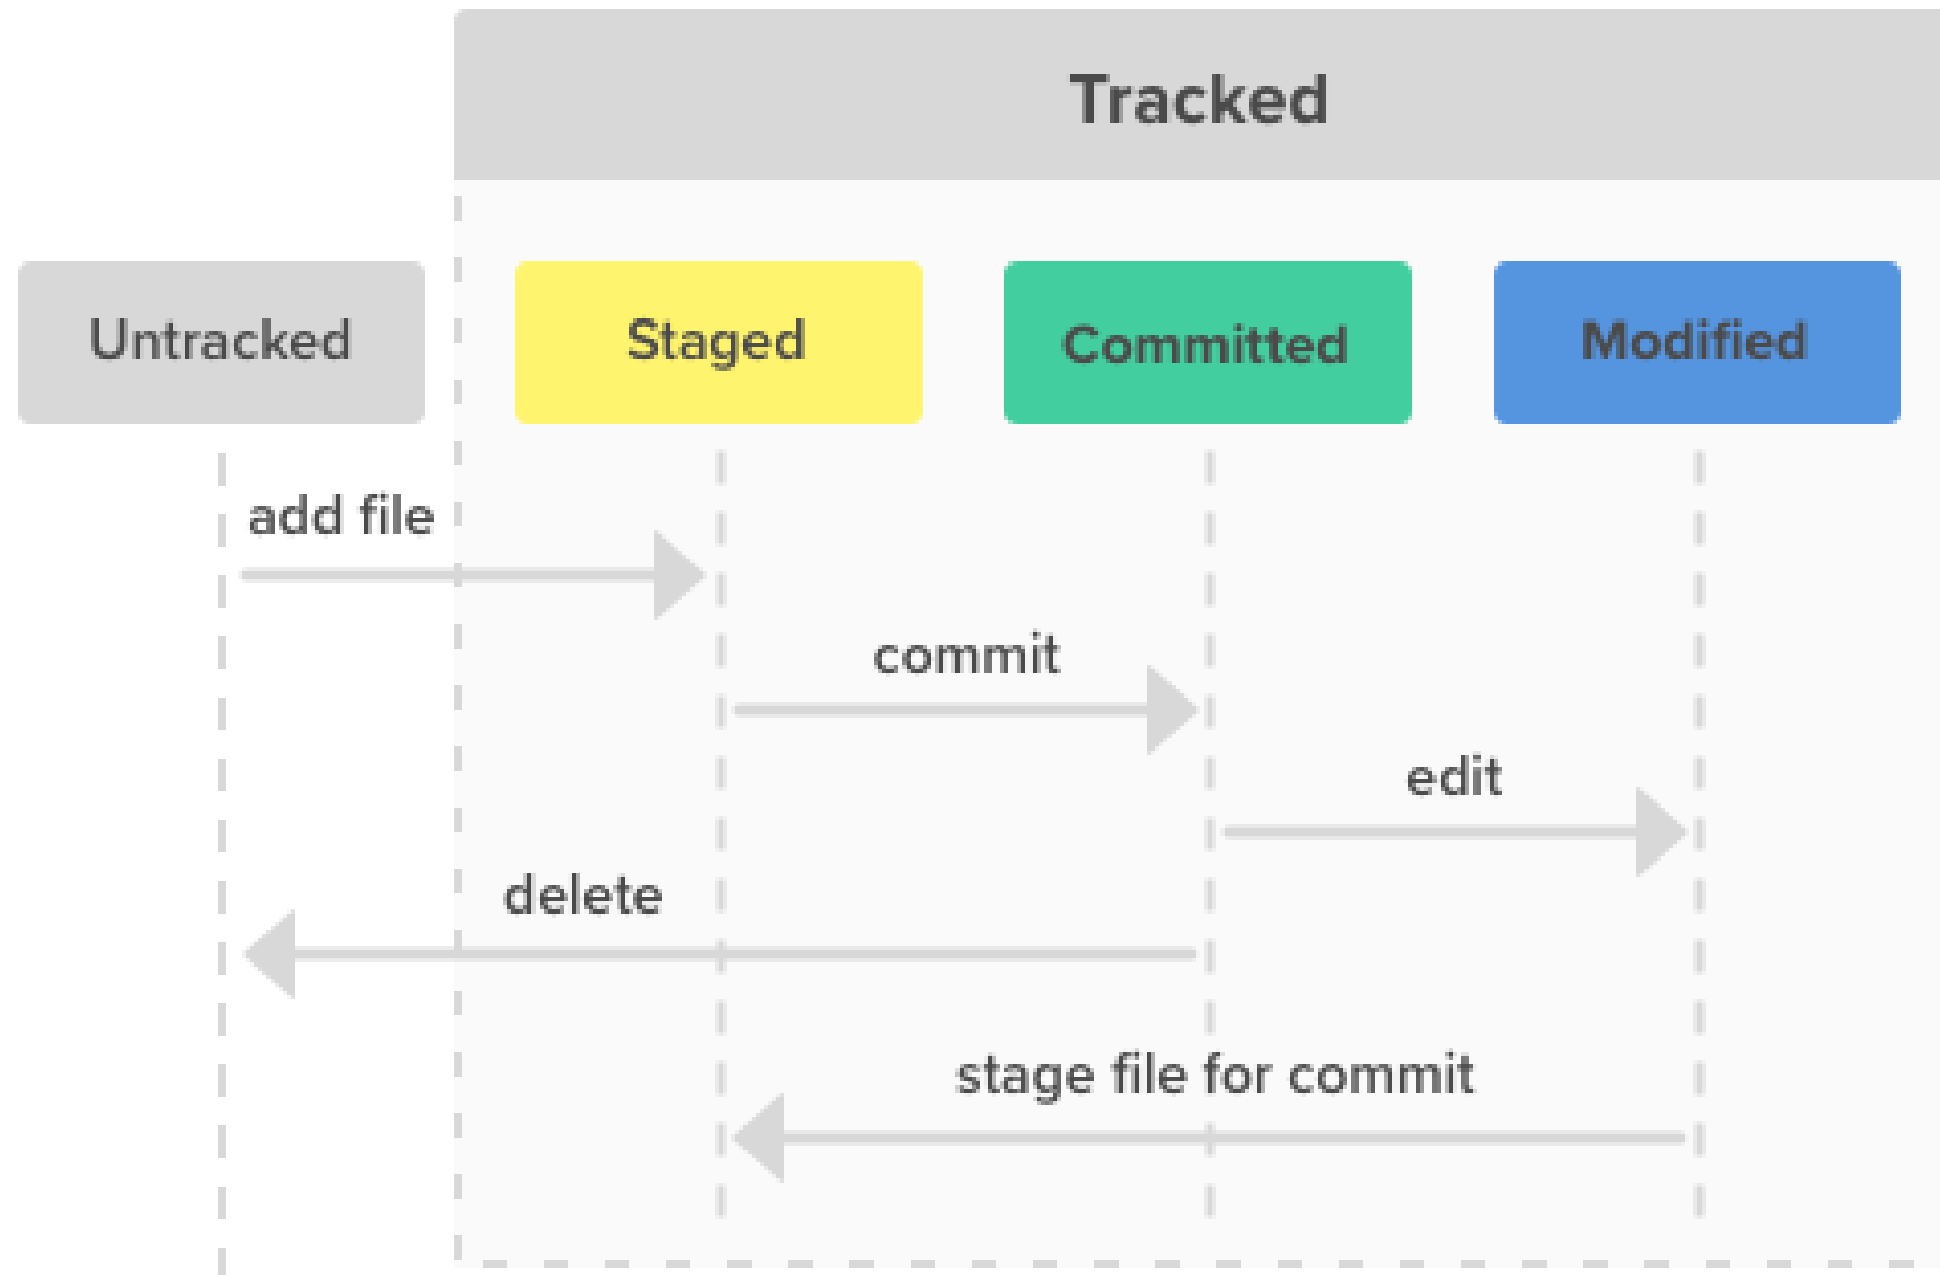 Tracked
Untracked
Staged
Committed
Modified
add file
commit
edit
delete
stage file for commit